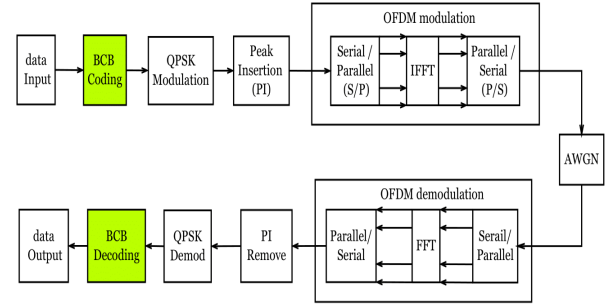 OFDM modulation
data
Input
BCB
Coding
QPSK
Modulation
Peak
Insertion
(PI)
Serial /
Parallel
(S/P)
IFFT
Parallel /
Serial
(P/S)
AWGN
OFDM demodulation
data
Output
BCB
Decoding
QPSK
Demod
PI
Remove
Parallel/
Serial
FFT
Serail/
Parallel